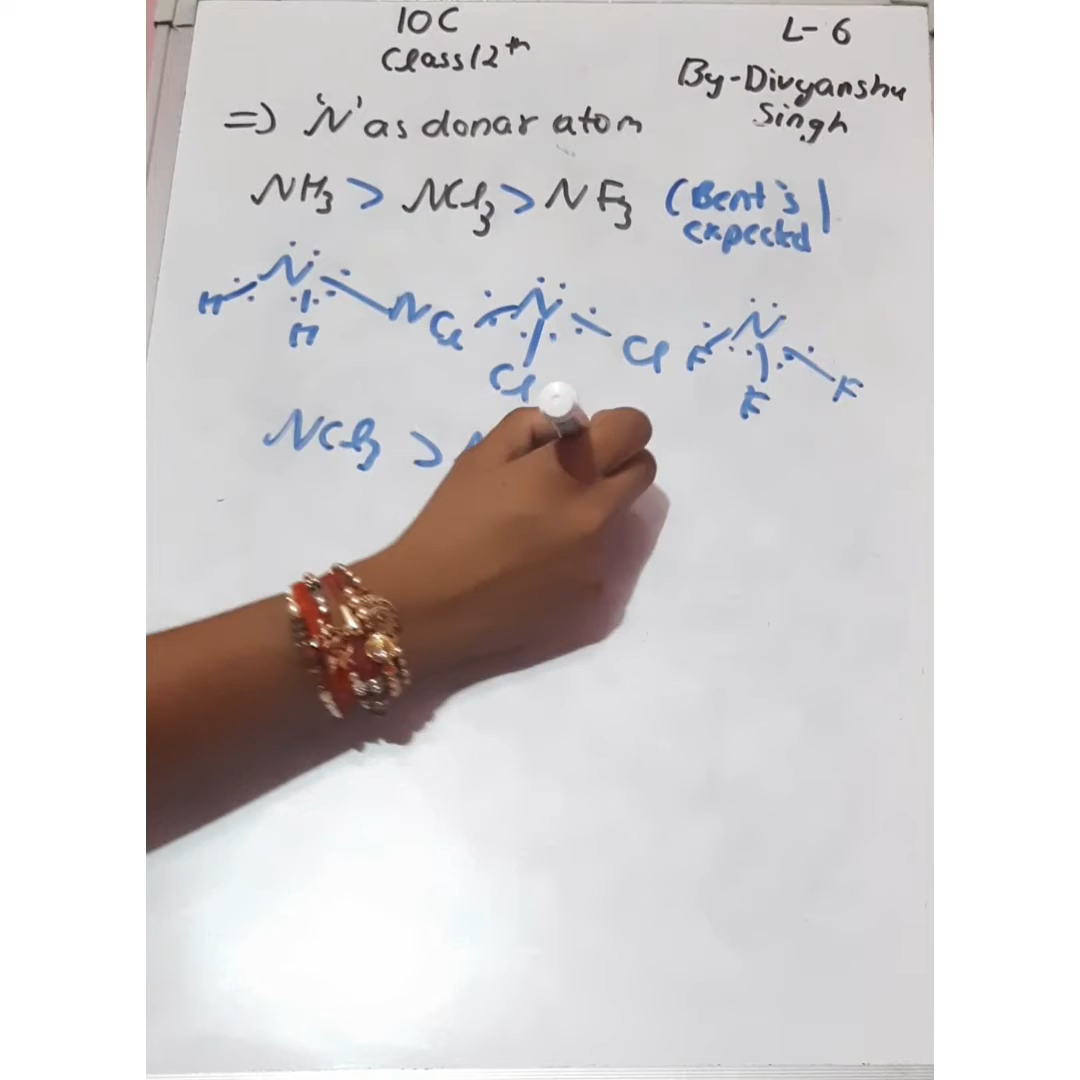 IOC
Class 12th
L-6
By-Divyanshu
Singh
=> 'N' as donar atom
NH3 > NCl3 > NF3 (Bent's
expected)
N
H
H
N
N
Cl
Cl
Cl
N
F
F
F
NCl3 >